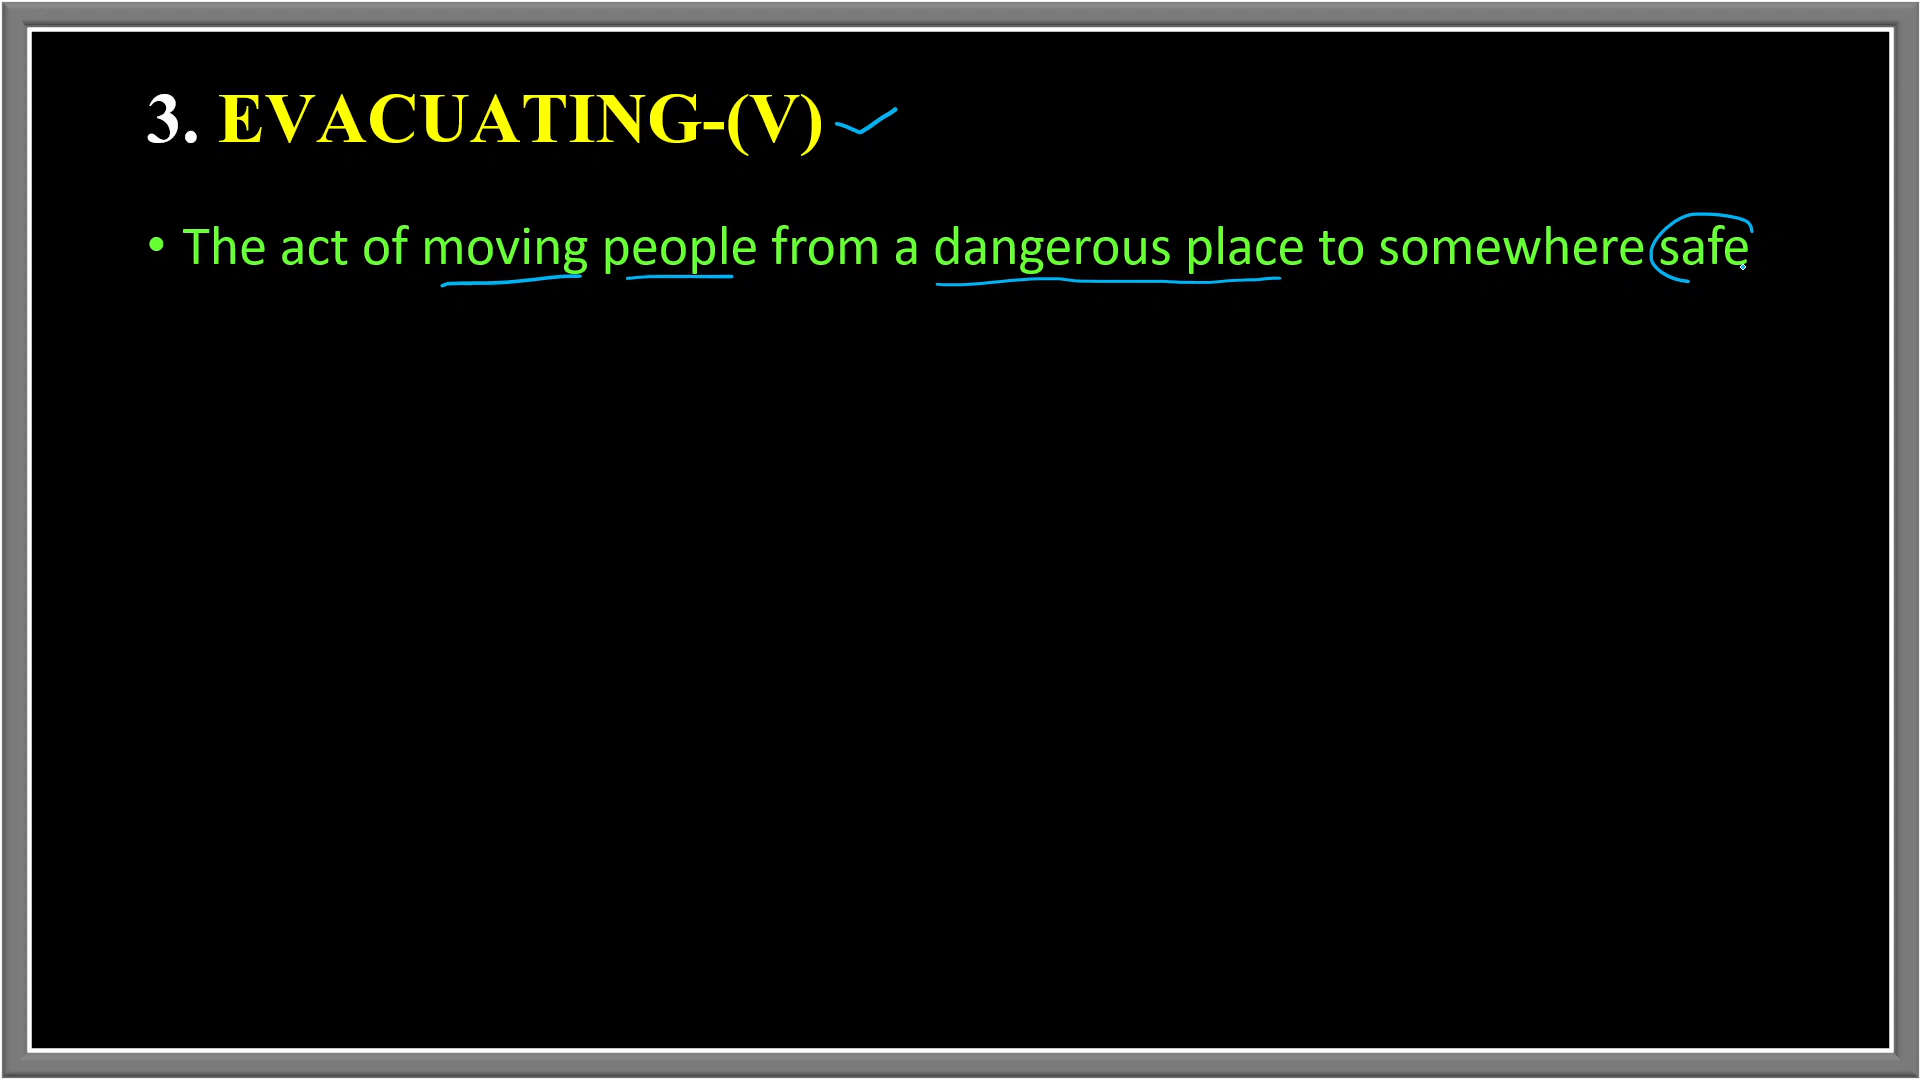 3. EVACUATING-(V)
• The act of moving people from a dangerous place to somewhere safe